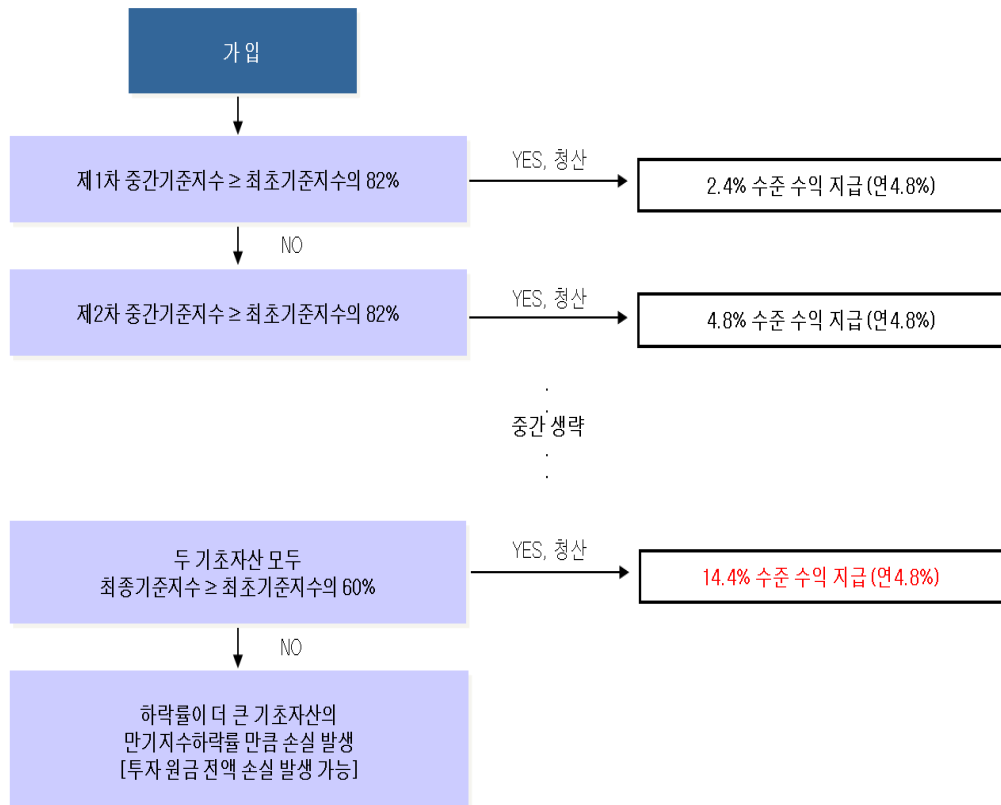 가 입
제1차 중간기준지수 ≥ 최초기준지수의 82%
YES, 청산
2.4% 수준 수익 지급 (연4.8%)
NO
제2차 중간기준지수 ≥ 최초기준지수의 82%
YES, 청산
4.8% 수준 수익 지급 (연4.8%)
중간 생략
두 기초자산 모두
최종기준지수 ≥ 최초기준지수의 60%
YES, 청산
14.4% 수준 수익 지급 (연4.8%)
NO
하락률이 더 큰 기초자산의
만기지수하락률 만큼 손실 발생
[투자 원금 전액 손실 발생 가능]